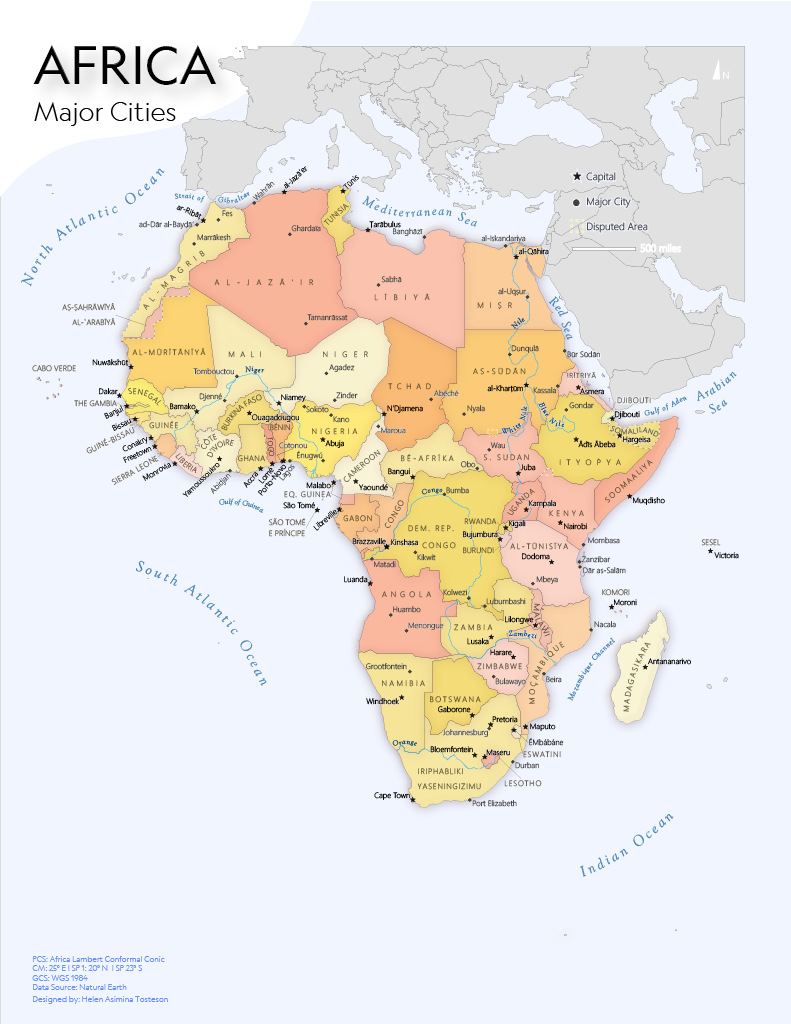 AFRICA
Major Cities
N
Capital
Major City
Disputed Area
500 miles
North Atlantic Ocean
Strait of Gibraltar
Mediterranean Sea
Wahrān
al-Jazā'er
Tūnis
ar-Ribāṭ
Fes
ad-Dār al-Bayḍā'
Marrākesh
AL-MAGRIB
Ghardaïa
TUNISIA
Tarābulus
Banghāzī
al-Iskandariya
al-Qāhira
AL-JAZĀ'IR
Sabhā
LĪBIYĀ
al-Uqṣur
MIṢR
Nile
Red Sea
Tamanrāsset
AS-SAHRĀWĪYA
AL-'ARABĪYĀ
CABO VERDE
Nuwākshūṭ
AL-MŪRĪTĀNĪYĀ
MALI
Tombouctou
Niger
NIGER
Agadez
TCHAD
Abéché
AS-SŪDĀN
Dunqulā
Būr Sūdān
al-Kharṭūm
Kassala
IRITRIYĀ
Asmera
DJIBOUTI
Djibouti
Gulf of Aden
Arabian
Sea
Dakar
SENEGAL
THE GAMBIA
Banjul
Bissau
GUINÉ-BISSAU
Bamako
Djenné
BURKINA FASO
Ouagadougou
Niamey
Zinder
Sokoto
Kano
N'Djamena
Nyala
Gondar
Blue Nile
White Nile
GUINÉE
Conakry
Freetown
SIERRA LEONE
Monrovia
LIBERIA
CÔTE
D'IVOIRE
Yamoussoukro
Abidjan
GHANA
Accra
TOGO
Lomé
BÉNIN
Porto-Novo
Cotonou
Lagos
NIGERIA
Abuja
Enūgwū
Maroua
CAMEROON
Yaoundé
BÊ-AFRÎKA
Bangui
Obo
Wau
S. SUDAN
Juba
Adis Abeba
ITYOPYA
SOMALILAND
Hargeisa
SOOMAALIYA
Muqdisho
Gulf of Guinea
Malabo
EQ. GUINEA
São Tomé
SÃO TOMÉ
E PRÍNCIPE
Libreville
GABON
CONGO
Congo
Bumba
DEM. REP.
CONGO
Brazzaville
Kinshasa
Kikwit
Matadi
RWANDA
Kigali
Bujumbura
BURUNDI
UGANDA
Kampala
KENYA
Nairobi
Mombasa
SESEL
Victoria
AL-TŪNISĪYA
Dodoma
Zanzibar
Dār as-Salām
Mbeya
South Atlantic Ocean
Luanda
ANGOLA
Huambo
Menongue
Kolwezi
Lubumbashi
Lilongwe
MALAWI
KOMORI
Moroni
Nacala
ZAMBIA
Lusaka
Zambezi
Harare
ZIMBABWE
Bulawayo
MOÇAMBIQUE
Beira
Mozambique Channel
MADAGASIKARA
Antananarivo
Grootfontein
NAMIBIA
Windhoek
BOTSWANA
Gaborone
Pretoria
Johannesburg
Maputo
ÉMbábáne
ESWATINI
Orange
Bloemfontein
Maseru
Durban
LESOTHO
IRIPHABLIKI
YASENINGIZIMU
Cape Town
Port Elizabeth
Indian Ocean
PCS: Africa Lambert Conformal Conic
CM: 25° E I SP 1: 20° N I SP 23° S
GCS: WGS 1984
Data Source: Natural Earth
Designed by: Helen Asimina Tosteson